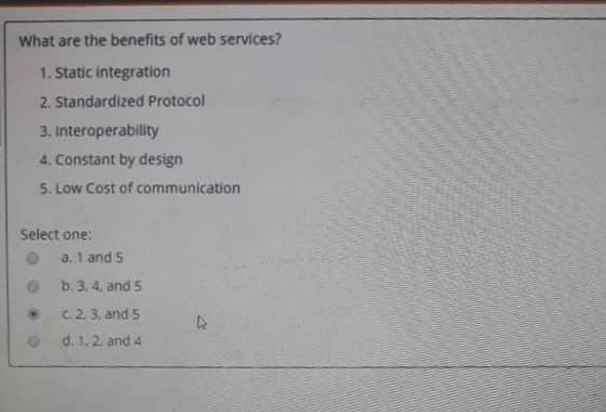 What are the benefits of web services?
1. Static integration
2. Standardized Protocol
3. Interoperability
4. Constant by design
5. Low Cost of communication
Select one:
a. 1 and 5
b. 3, 4, and 5
c. 2, 3, and 5
d. 1, 2, and 4